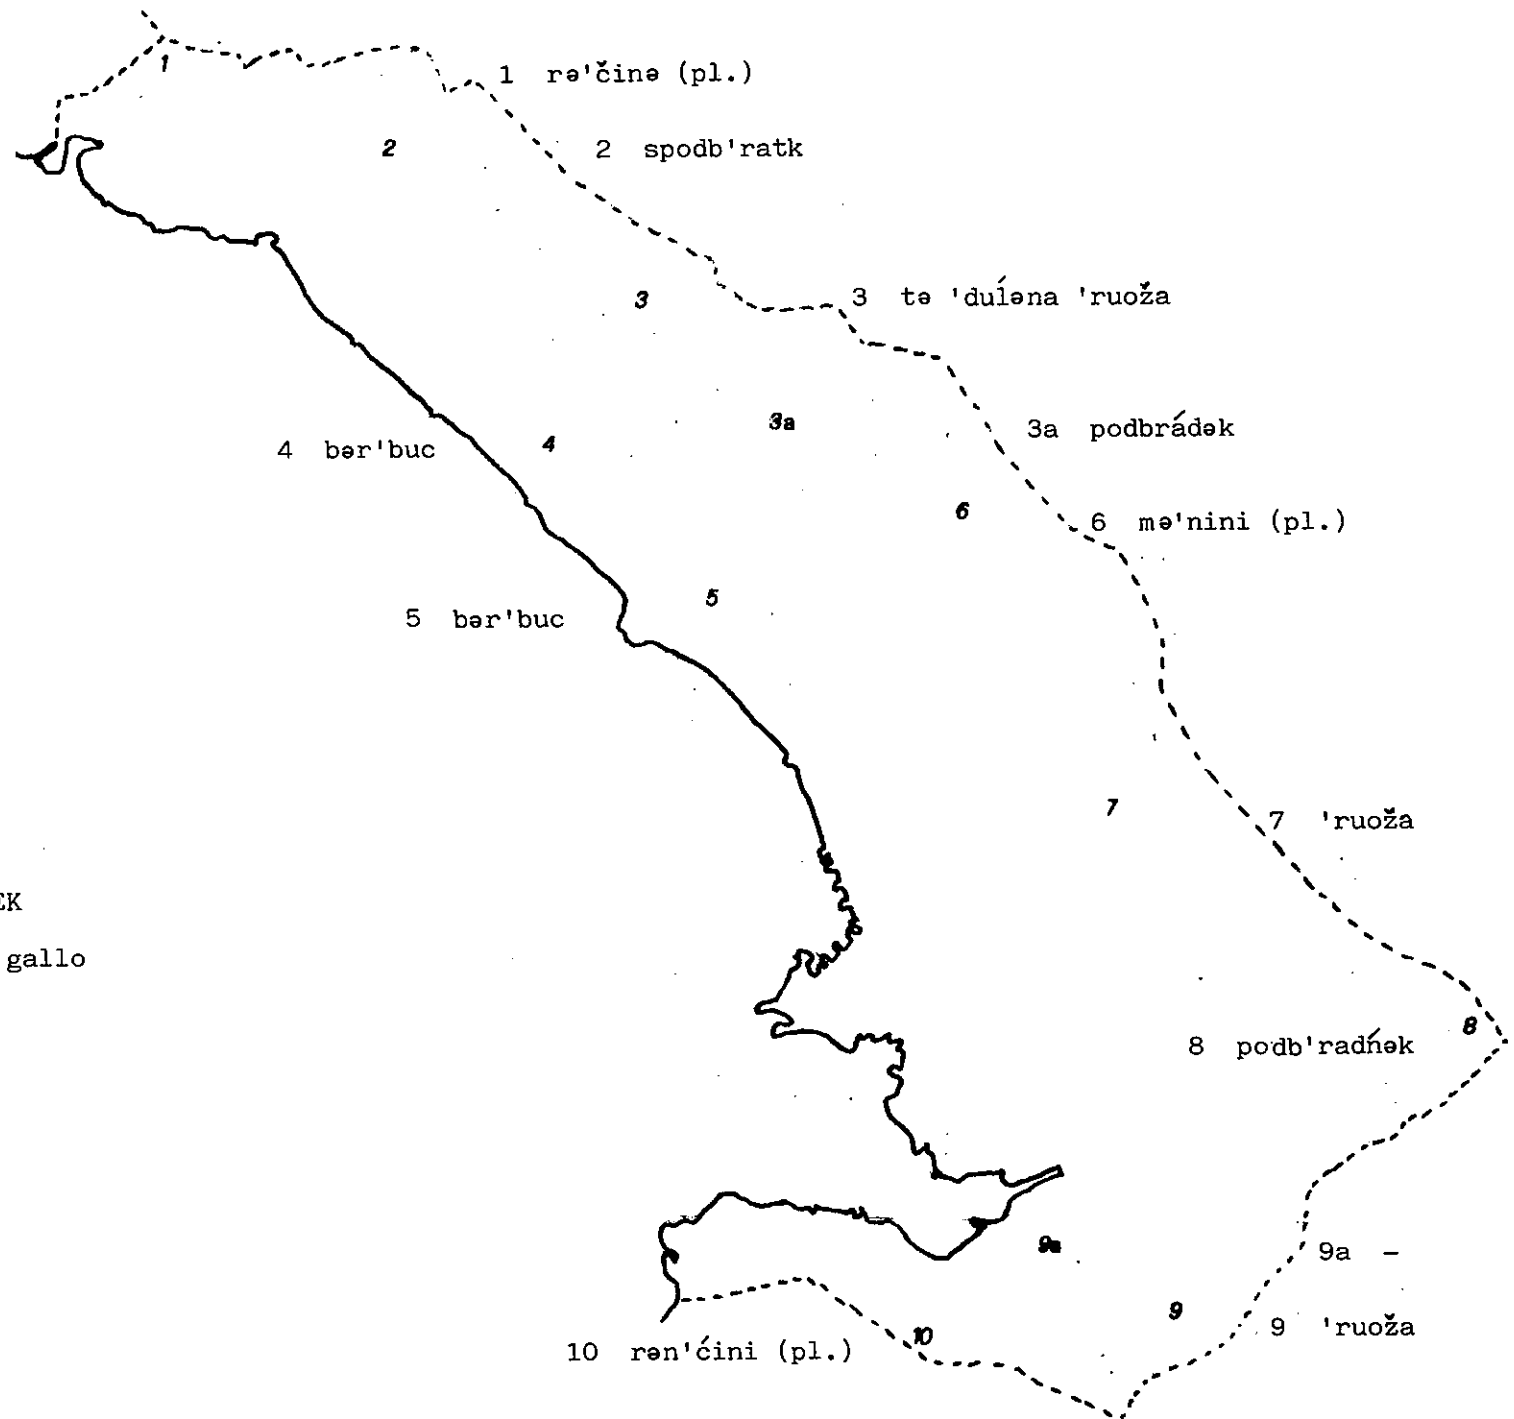 1
1 rə'činə (pl.)
2
2 spodb'ratk
3
3 tə 'duĺəna 'ruoža
3a
3a podbrádək
4 bər'buc
4
6
6 mə'nini (pl.)
5
5 bər'buc
7
7 'ruoža
EK
gallo
8
8 podb'radńək
9a
9a –
9
9 'ruoža
10
10 rən'ćini (pl.)